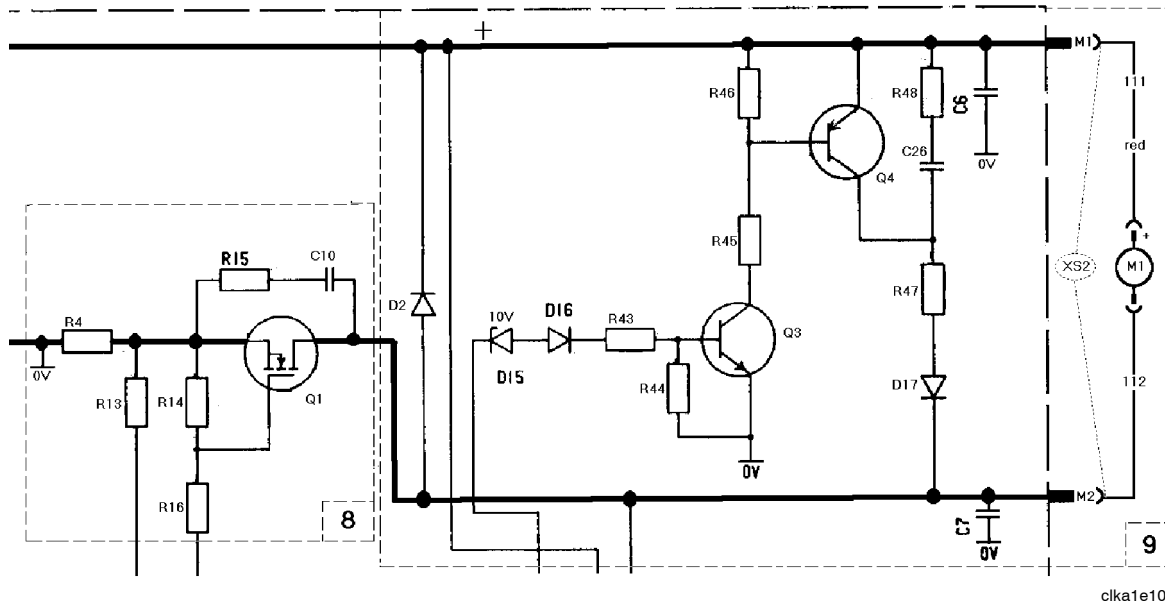 +
M1
R46
R48
C6
111
C26
0V
red
Q4
R15
C10
R45
+
XS2
M1
D2
R47
R4
10V
D16
R43
Q3
0V
D15
R13
R14
Q1
R44
D17
112
0V
R16
8
M2
C7
0V
9
clka1e10